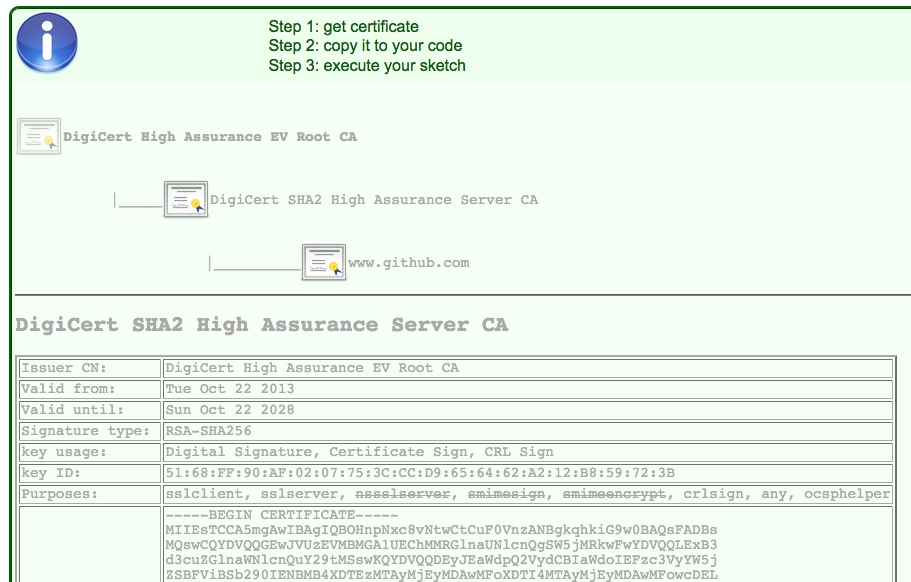 Step 1: get certificate
Step 2: copy it to your code
Step 3: execute your sketch
DigiCert High Assurance EV Root CA
|_____DigiCert SHA2 High Assurance Server CA
|__________www.github.com
DigiCert SHA2 High Assurance Server CA
Issuer CN: DigiCert High Assurance EV Root CA
Valid from: Tue Oct 22 2013
Valid until: Sun Oct 22 2028
Signature type: RSA-SHA256
key usage: Digital Signature, Certificate Sign, CRL Sign
key ID: 51:68:FF:90:AF:02:07:75:3C:CC:D9:65:64:62:A2:12:B8:59:72:3B
Purposes: sslclient, sslserver, nssslserver, smimesign, smimeencrypt, crlsign, any, ocsphelper
-----BEGIN CERTIFICATE-----
MIIEsTCCA5mgAwIBAgIQBOHnpNxc8vNtwCtCuF0VnzANBgkqhkiG9w0BAQsFADBs
MQswCQYDVQQGEwJVUzEVMBMGA1UEChMMRGlnaUNlcnQgSW5jMRkwFwYDVQQLExB3
d3cuZGlnaWNlcnQuY29tMSswKQYDVQQDEyJEaWdpQ2VydCBIaWdoIEFzc3VyYW5j
ZSBFViBSb290IENBMB4XDTEzMTAyMjEyMDAwMFoXDTI4MTAyMjEyMDAwMFowcDEL